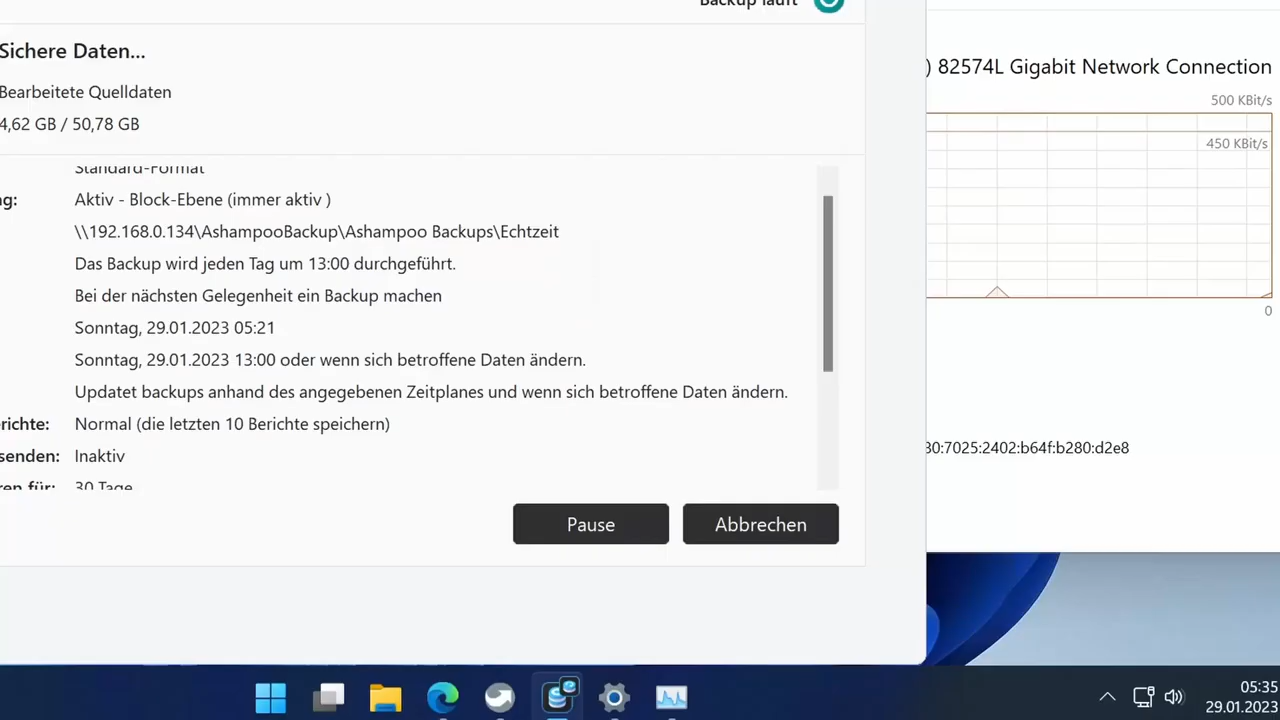 Backup läuft
Sichere Daten...
Bearbeitete Quelldaten
4,62 GB / 50,78 GB
Standard-Format
g: Aktiv - Block-Ebene (immer aktiv )
\\192.168.0.134\AshampooBackup\Ashampoo Backups\Echtzeit
Das Backup wird jeden Tag um 13:00 durchgeführt.
Bei der nächsten Gelegenheit ein Backup machen
Sonntag, 29.01.2023 05:21
Sonntag, 29.01.2023 13:00 oder wenn sich betroffene Daten ändern.
Updatet backups anhand des angegebenen Zeitplanes und wenn sich betroffene Daten ändern.
richte: Normal (die letzten 10 Berichte speichern)
senden: Inaktiv
ren für: 30 Tage
Pause Abbrechen
) 82574L Gigabit Network Connection
500 KBit/s
450 KBit/s
0
80:7025:2402:b64f:b280:d2e8
05:35
29.01.2023